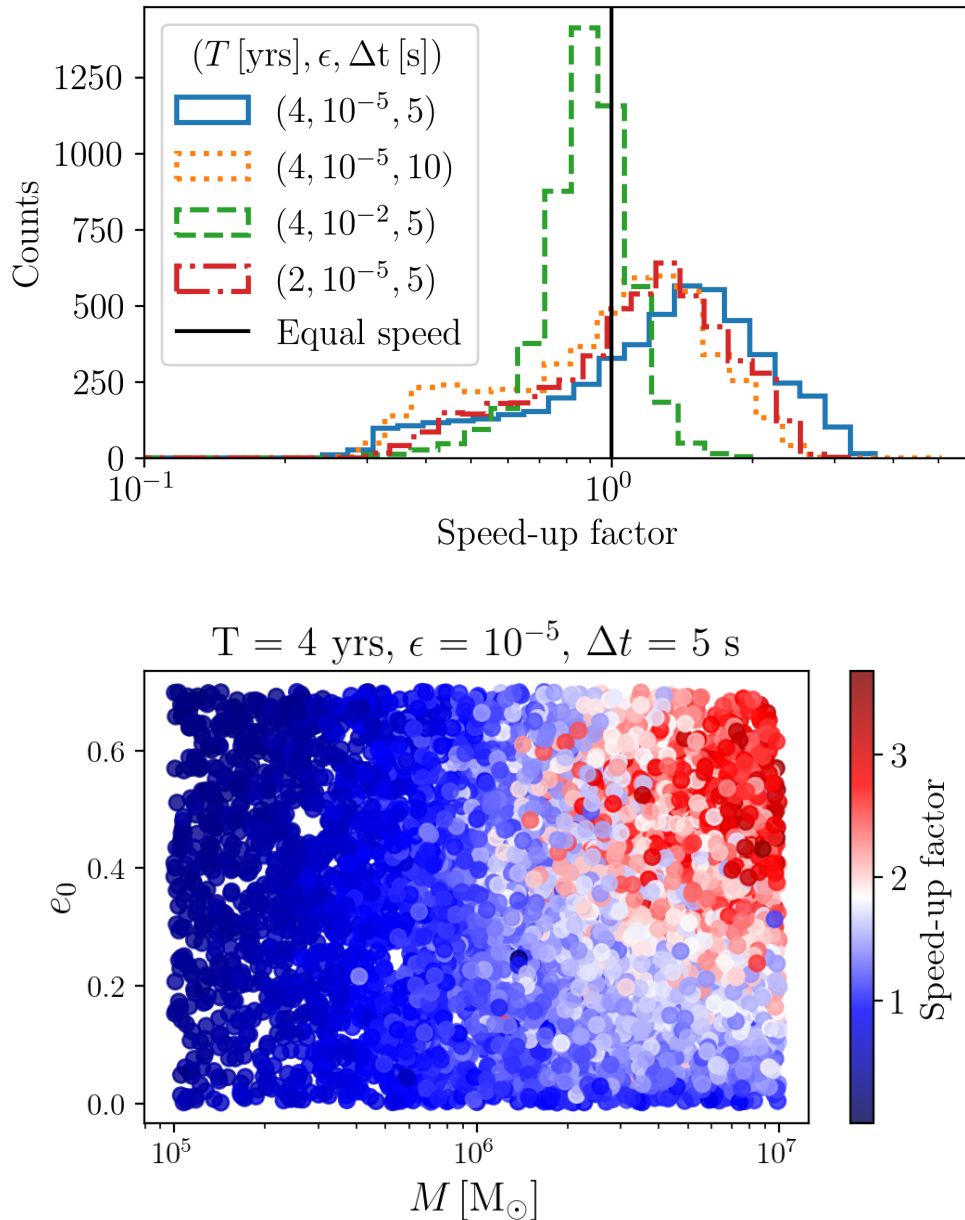 (T [yrs], ϵ, Δt [s])
(4, 10⁻⁵, 5)
(4, 10⁻⁵, 10)
(4, 10⁻², 5)
(2, 10⁻⁵, 5)
Equal speed
Counts
1250
1000
750
500
250
0
10⁻¹
10⁰
Speed-up factor
T = 4 yrs, ϵ = 10⁻⁵, Δt = 5 s
e₀
0.6
0.4
0.2
0.0
10⁵
10⁶
10⁷
M [M⊙]
3
2
1
Speed-up factor